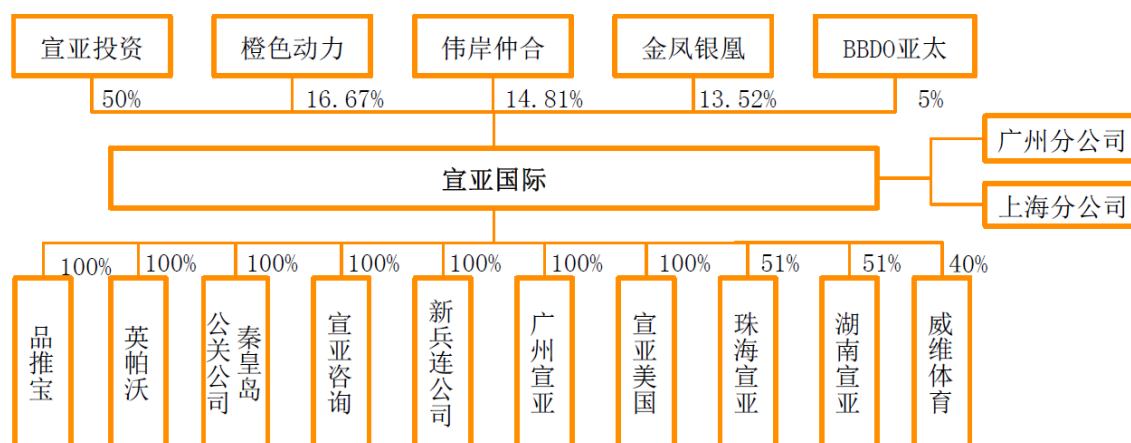 宣亚投资
橙色动力
伟岸仲合
金凤银凰
BBDO亚太
50%
16.67%
14.81%
13.52%
5%
宣亚国际
广州分公司
上海分公司
100%
100%
100%
100%
100%
100%
100%
51%
51%
40%
品推宝
英帕沃
秦皇岛
公关公司
宣亚咨询
新兵连公司
广州宣亚
宣亚美国
珠海宣亚
湖南宣亚
威维体育